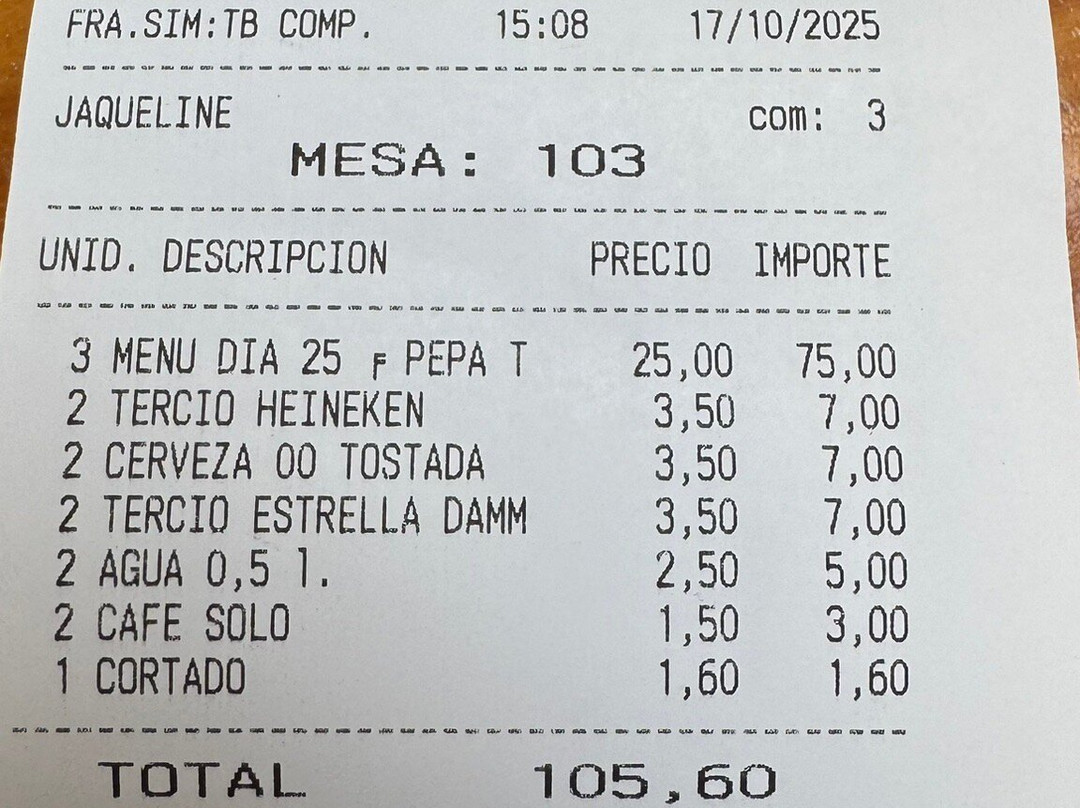 FRA.SIM:TB COMP. 15:08 17/10/2025
JAQUELINE com: 3
MESA: 103
UNID. DESCRIPCION PRECIO IMPORTE
3 MENU DIA 25 F PEPA T 25,00 75,00
2 TERCIO HEINEKEN 3,50 7,00
2 CERVEZA 00 TOSTADA 3,50 7,00
2 TERCIO ESTRELLA DAMM 3,50 7,00
2 AGUA 0,5 l. 2,50 5,00
2 CAFE SOLO 1,50 3,00
1 CORTADO 1,60 1,60
TOTAL 105,60